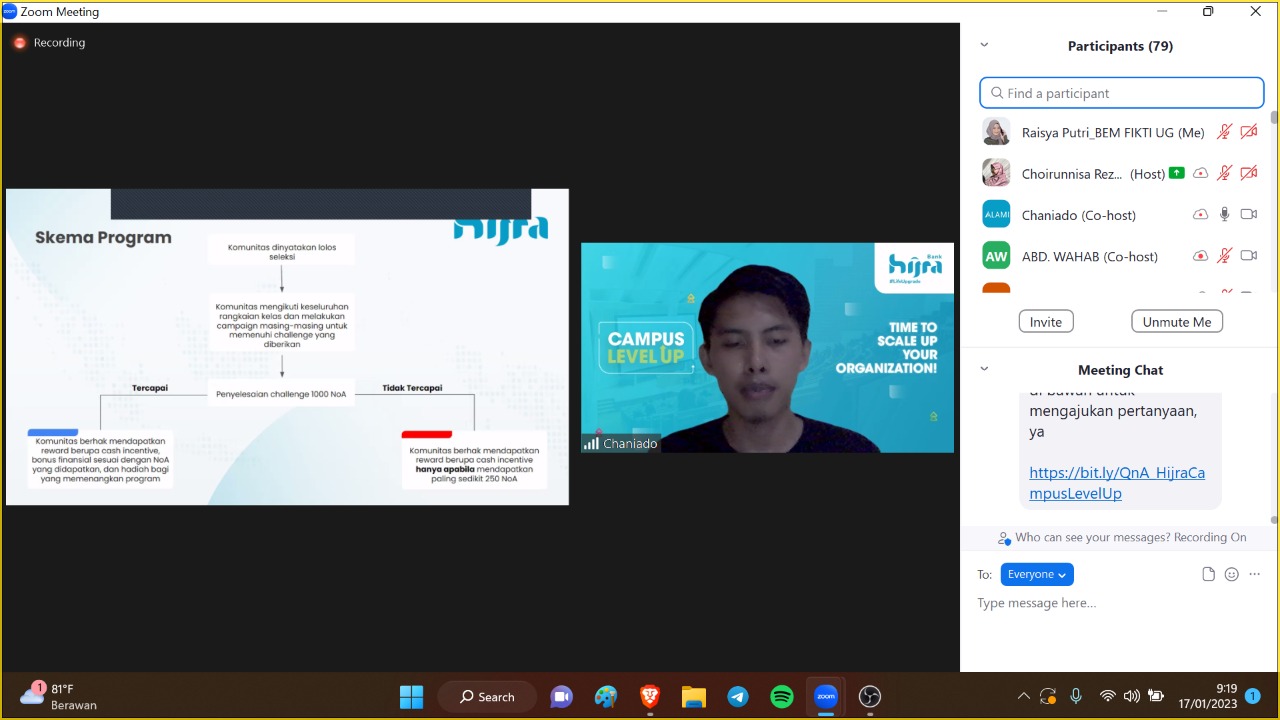 zoom Zoom Meeting
Recording
Skema Program
hijra
Komunitas dinyatakan lolos
seleksi
Komunitas mengikuti keseluruhan
rangkaian kelas dan melakukan
campaign masing-masing untuk
memenuhi challenge yang
diberikan
Tercapai
Penyelesaian challenge 1000 NoA
Tidak Tercapai
Komunitas berhak mendapatkan
reward berupa cash incentive,
bonus finansial sesuai dengan NoA
yang didapatkan, dan hadiah bagi
yang memenangkan program
Komunitas berhak mendapatkan
reward berupa cash incentive
hanya apabila mendapatkan
paling sedikit 250 NoA
Bank
hijra
#LifeUpgrade
CAMPUS
LEVEL UP
TIME TO
SCALE UP
YOUR
ORGANIZATION!
Chaniado
Participants (79)
Find a participant
Raisya Putri_BEM FIKTI UG (Me)
Choirunnisa Rez... (Host)
ALAMI Chaniado (Co-host)
AW ABD. WAHAB (Co-host)
Invite
Unmute Me
Meeting Chat
di bawah untuk
mengajukan pertanyaan,
ya
https://bit.ly/QnA_HijraCa
mpusLevelUp
Who can see your messages? Recording On
To: Everyone
Type message here...
1
81°F
Berawan
Search
zoom
9:19
17/01/2023
1